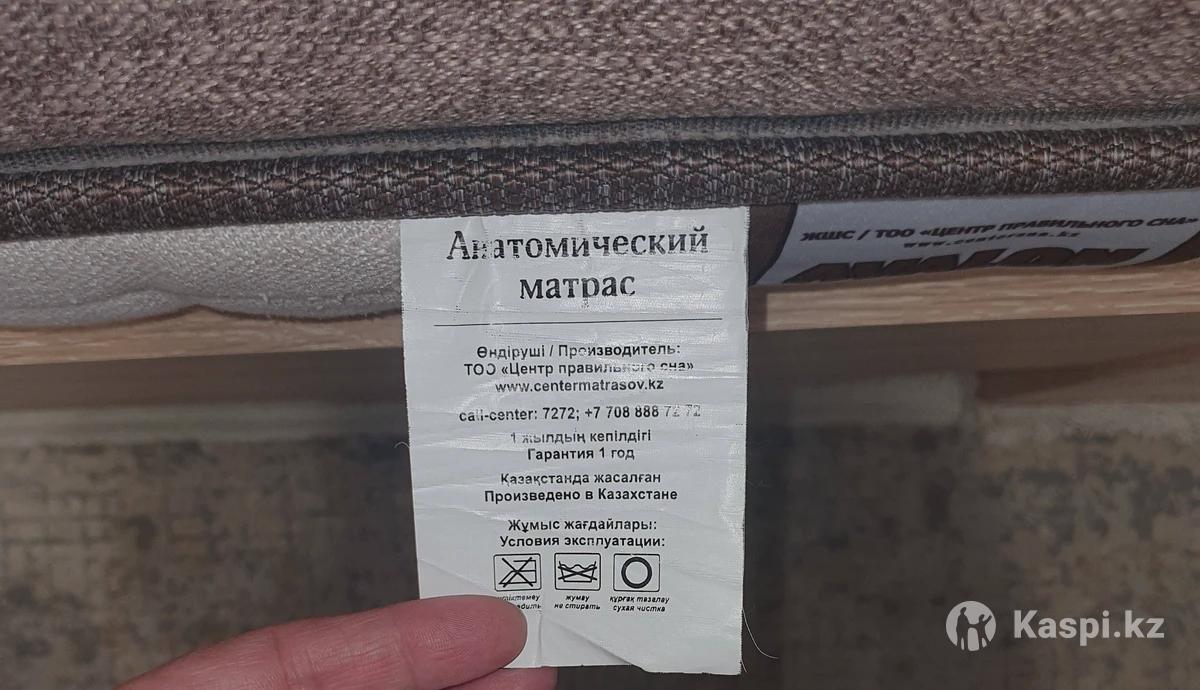 Анатомический
матрас
Өндіруші / Производитель:
ТОО «Центр правильного сна»
www.centermatrasov.kz
call-center: 7272; +7 708 888 72 72
1 жылдың кепілдігі
Гарантия 1 год
Қазақстанда жасалған
Произведено в Казахстане
Жұмыс жағдайлары:
Условия эксплуатации:
жумау
не стирать
құрғақ тазалау
сухая чистка
ЖШС / ТОО «ЦЕНТР ПРАВИЛЬНОГО СНА»
AVALON
Kaspi.kz